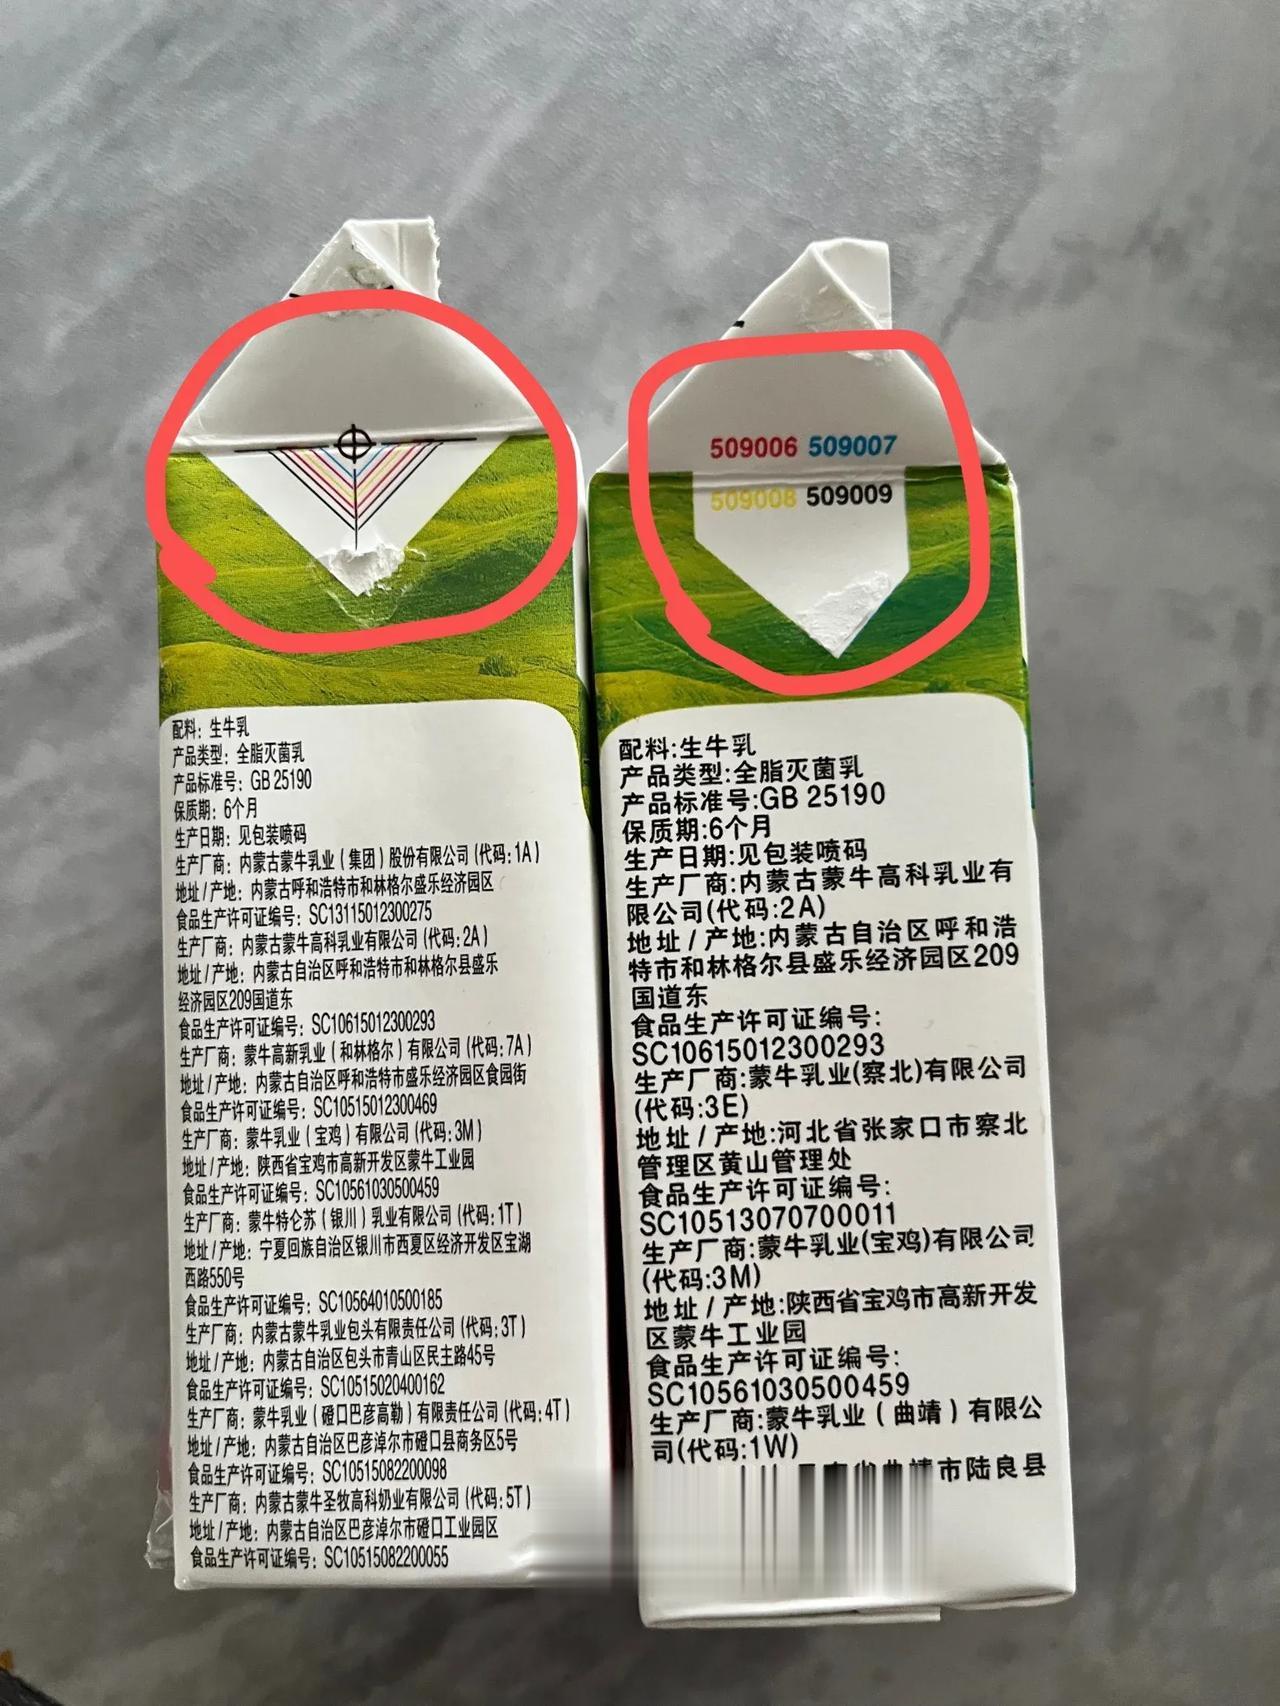 配料：生牛乳
产品类型：全脂灭菌乳
产品标准号：GB 25190
保质期：6个月
生产日期：见包装喷码
生产厂商：内蒙古蒙牛乳业（集团）股份有限公司（代码：1A）
地址/产地：内蒙古呼和浩特市和林格尔盛乐经济园区
食品生产许可证编号：SC13115012300275
生产厂商：内蒙古蒙牛高科乳业有限公司（代码：2A）
地址/产地：内蒙古自治区呼和浩特市和林格尔县盛乐
经济园区209国道东
食品生产许可证编号：SC10615012300293
生产厂商：蒙牛高新乳业（和林格尔）有限公司（代码：7A）
地址/产地：内蒙古自治区呼和浩特市盛乐经济园区食园街
食品生产许可证编号：SC10515012300469
生产厂商：蒙牛乳业（宝鸡）有限公司（代码：3M）
地址/产地：陕西省宝鸡市高新开发区蒙牛工业园
食品生产许可证编号：SC10561030500459
生产厂商：蒙牛特仑苏（银川）乳业有限公司（代码：1T）
地址/产地：宁夏回族自治区银川市西夏区经济开发区宝湖
西路550号
食品生产许可证编号：SC10564010500185
生产厂商：内蒙古蒙牛乳业包头有限责任公司（代码：3T）
地址/产地：内蒙古自治区包头市青山区民主路45号
食品生产许可证编号：SC10515020400162
生产厂商：蒙牛乳业（磴口巴彦高勒）有限责任公司（代码：4T）
地址/产地：内蒙古自治区巴彦淖尔市磴口县商务区5号
食品生产许可证编号：SC10515082200098
生产厂商：内蒙古蒙牛圣牧高科奶业有限公司（代码：5T）
地址/产地：内蒙古自治区巴彦淖尔市磴口工业园区
食品生产许可证编号：SC10515082200055
509006 509007
509008 509009
配料:生牛乳
产品类型:全脂灭菌乳
产品标准号:GB 25190
保质期:6个月
生产日期:见包装喷码
生产厂商:内蒙古蒙牛高科乳业有
限公司(代码:2A)
地址/产地:内蒙古自治区呼和浩
特市和林格尔县盛乐经济园区209
国道东
食品生产许可证编号:
SC10615012300293
生产厂商:蒙牛乳业(察北)有限公司
(代码:3E)
地址/产地:河北省张家口市察北
管理区黄山管理处
食品生产许可证编号:
SC10513070700011
生产厂商:蒙牛乳业(宝鸡)有限公司
(代码:3M)
地址/产地:陕西省宝鸡市高新开发
区蒙牛工业园
食品生产许可证编号:
SC10561030500459
生产厂商:蒙牛乳业（曲靖）有限公
司(代码:1W)
市陆良县